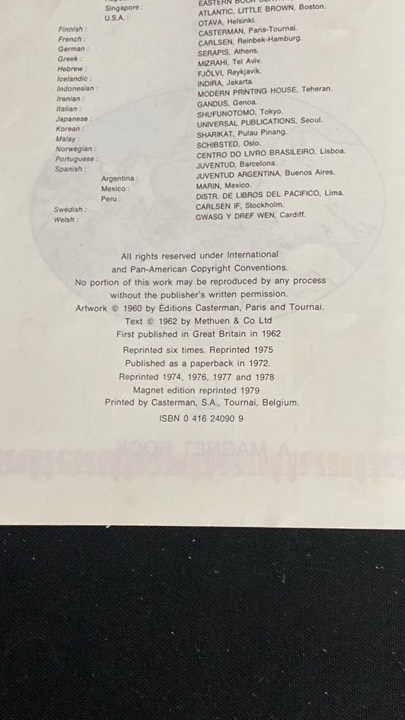 Singapore : EASTERN BOOK
U.S.A. : ATLANTIC, LITTLE BROWN, Boston.
Finnish : OTAVA, Helsinki.
French : CASTERMAN, Paris-Tournai.
German : CARLSEN, Reinbek-Hamburg.
Greek : SERAPIS, Athens.
Hebrew : MIZRAHI, Tel Aviv.
Icelandic : FJÖLVI, Reykjavik.
Indonesian : INDIRA, Jakarta.
Iranian : MODERN PRINTING HOUSE, Teheran.
Italian : GANDUS, Genoa.
Japanese : SHUFUNOTOMO, Tokyo.
Korean : UNIVERSAL PUBLICATIONS, Seoul.
Malay : SHARIKAT, Pulau Pinang.
Norwegian : SCHIBSTED, Oslo.
Portuguese : CENTRO DO LIVRO BRASILEIRO, Lisboa.
Spanish : JUVENTUD, Barcelona.
Argentina : JUVENTUD ARGENTINA, Buenos Aires.
Mexico : MARIN, Mexico.
Peru : DISTR. DE LIBROS DEL PACIFICO, Lima.
Swedish : CARLSEN IF, Stockholm.
Welsh : GWASG Y DREF WEN, Cardiff.
All rights reserved under International
and Pan-American Copyright Conventions.
No portion of this work may be reproduced by any process
without the publisher's written permission.
Artwork © 1960 by Éditions Casterman, Paris and Tournai.
Text © 1962 by Methuen & Co Ltd
First published in Great Britain in 1962
Reprinted six times. Reprinted 1975
Published as a paperback in 1972.
Reprinted 1974, 1976, 1977 and 1978
Magnet edition reprinted 1979
Printed by Casterman, S.A., Tournai, Belgium.
ISBN 0 416 24090 9
A MAGNET BOOK